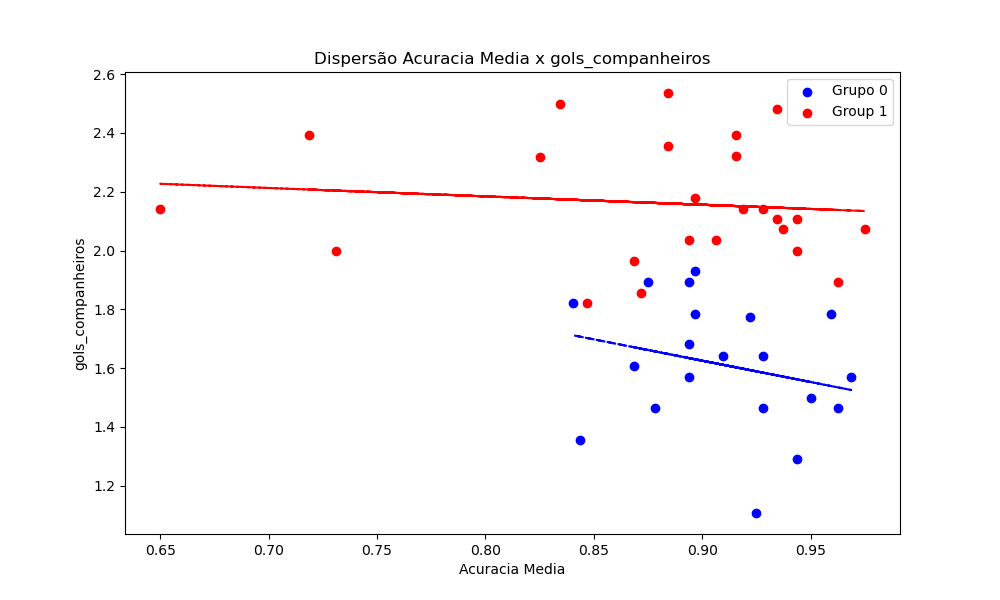 Dispersão Acuracia Media x gols_companheiros
Grupo 0
Group 1
2.6
2.4
2.2
2.0
1.8
1.6
1.4
1.2
gols_companheiros
0.65 0.70 0.75 0.80 0.85 0.90 0.95
Acuracia Media